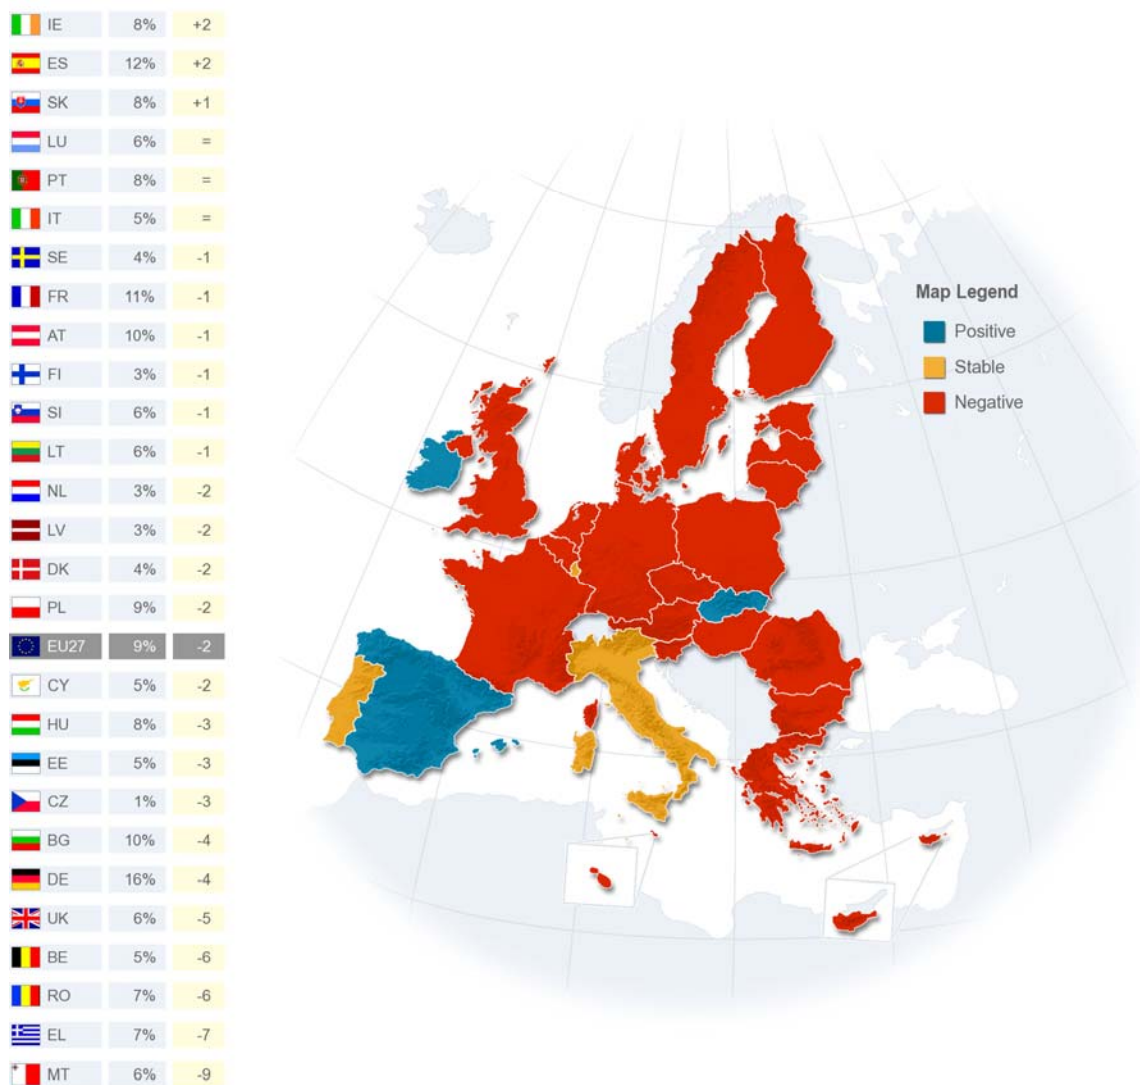 IE 8% +2
ES 12% +2
SK 8% +1
LU 6% =
PT 8% =
IT 5% =
SE 4% -1
FR 11% -1
AT 10% -1
FI 3% -1
SI 6% -1
LT 6% -1
NL 3% -2
LV 3% -2
DK 4% -2
PL 9% -2
EU27 9% -2
CY 5% -2
HU 8% -3
EE 5% -3
CZ 1% -3
BG 10% -4
DE 16% -4
UK 6% -5
BE 5% -6
RO 7% -6
EL 7% -7
MT 6% -9
Map Legend
Positive
Stable
Negative